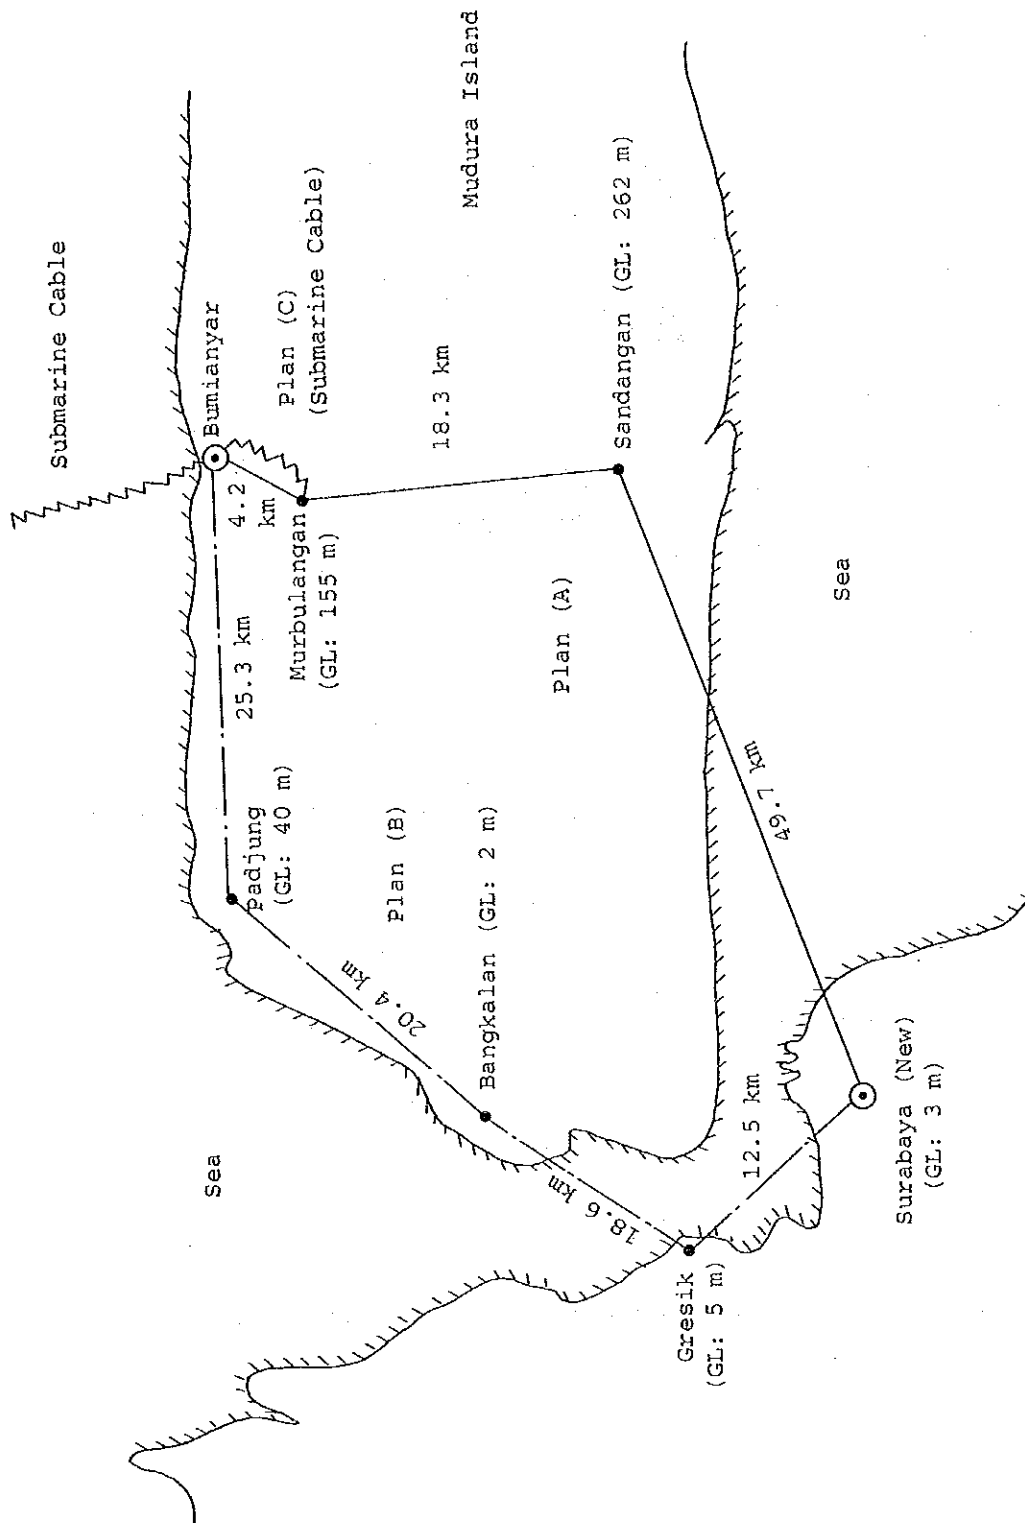 Submarine Cable
Bumianyar
Plan (C)
(Submarine Cable)
Mudura Island
4.2
km
25.3 km
Murbulangan
(GL: 155 m)
18.3 km
Sandangan (GL: 262 m)
Padjung
(GL: 40 m)
Plan (B)
Plan (A)
Sea
20.4 km
Bangkalan (GL: 2 m)
49.7 km
Sea
18.6 km
12.5 km
Gresik
(GL: 5 m)
Surabaya (New)
(GL: 3 m)